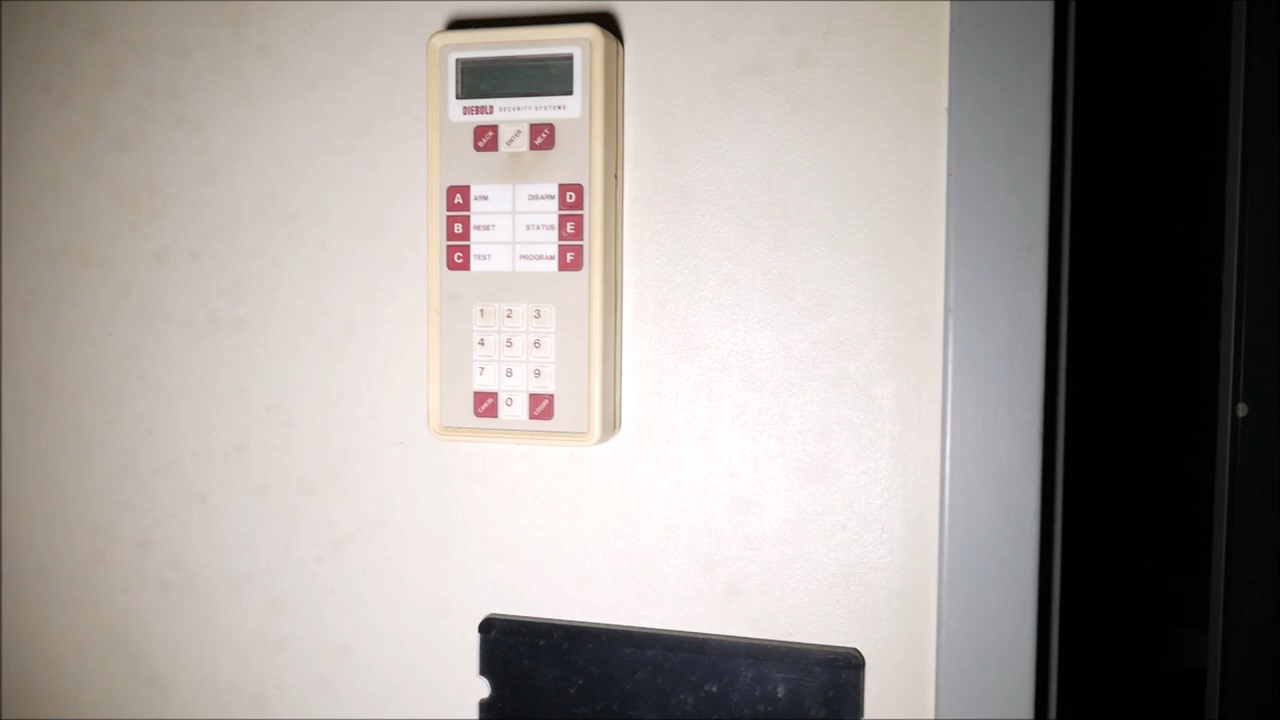 DIEBOLD SECURITY SYSTEMS
BACK ENTER NEXT
A ARM DISARM D
B RESET STATUS E
C TEST PROGRAM F
1 2 3
4 5 6
7 8 9
CANCEL 0 LOGOFF